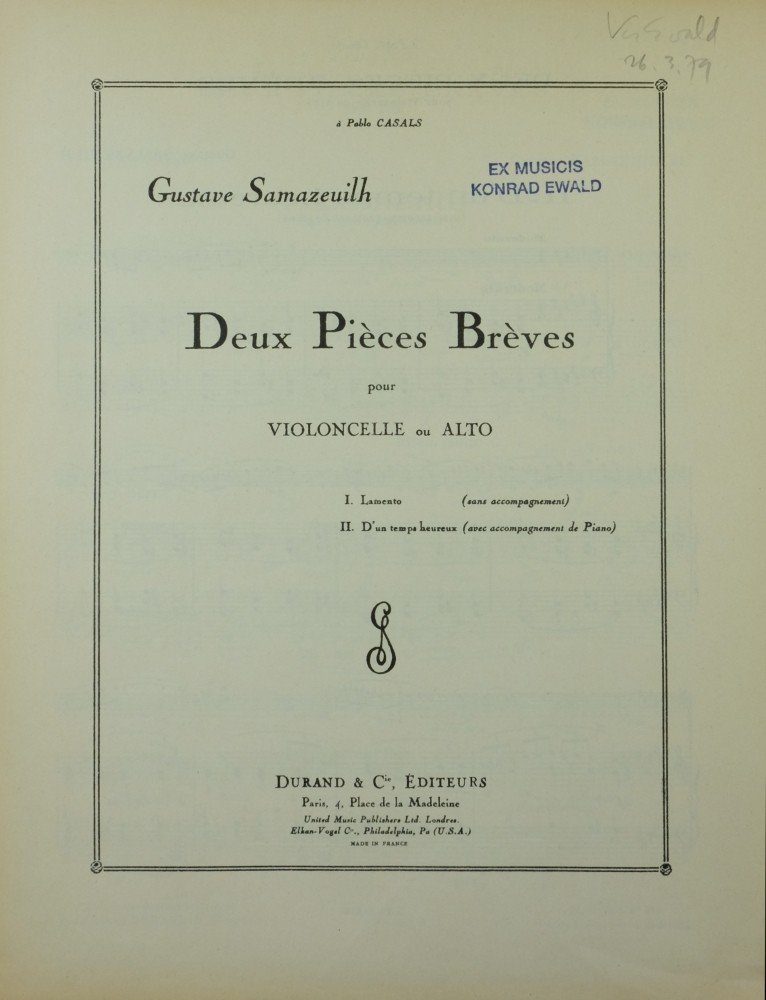 Ewald
26.3.79
à Pablo CASALS
EX MUSICIS
KONRAD EWALD
Gustave Samazeuilh
Deux Pièces Brèves
pour
VIOLONCELLE ou ALTO
I. Lamento (sans accompagnement)
II. D'un temps heureux (avec accompagnement de Piano)
DURAND & Cie, ÉDITEURS
Paris, 4, Place de la Madeleine
United Music Publishers Ltd. Londres.
Elkan-Vogel Co., Philadelphia, Pa (U.S.A.)
MADE IN FRANCE